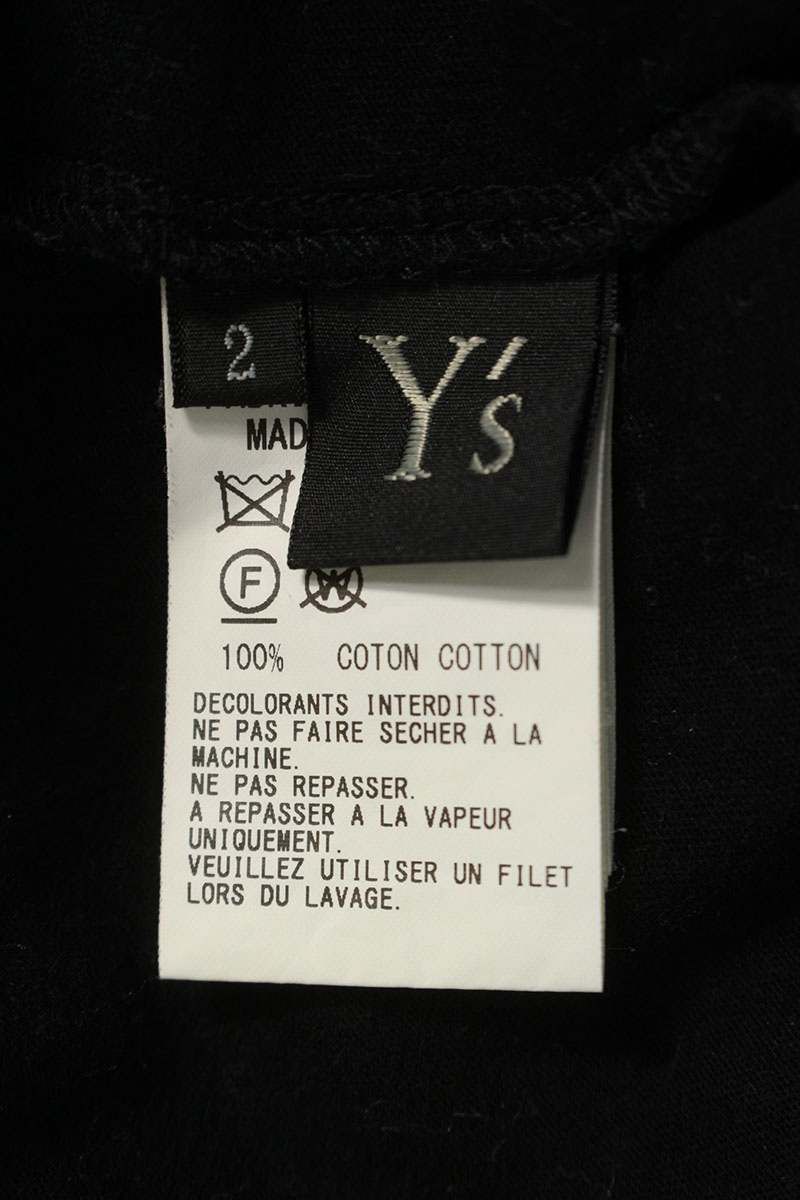 2
Y's
MAD
F W
100% COTON COTTON
DECOLORANTS INTERDITS.
NE PAS FAIRE SECHER A LA
MACHINE.
NE PAS REPASSER.
A REPASSER A LA VAPEUR
UNIQUEMENT.
VEUILLEZ UTILISER UN FILET
LORS DU LAVAGE.